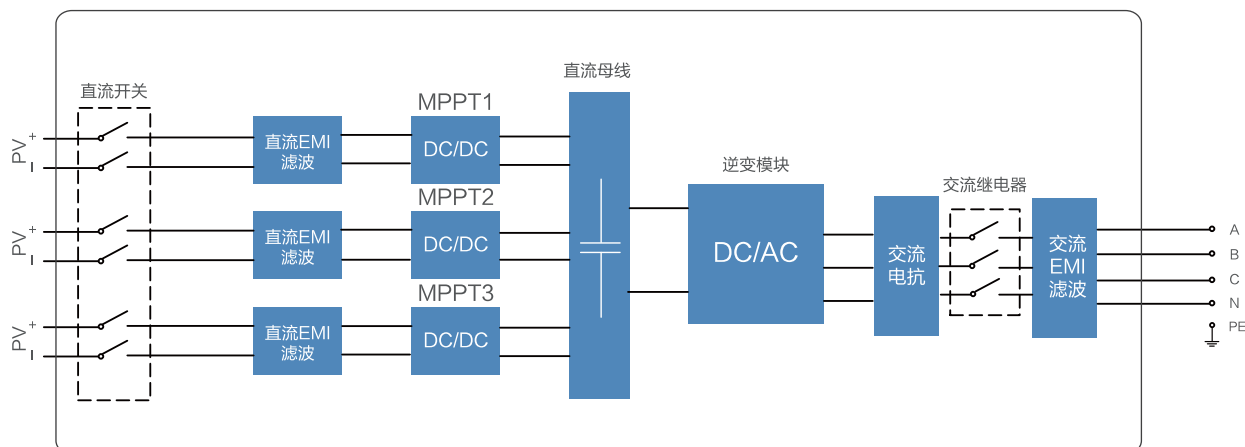 直流母线
直流开关
MPPT1
PV
+
直流EMI
滤波
DC/DC
逆变模块
交流继电器
MPPT2
PV
+
直流EMI
滤波
DC/DC
DC/AC
交流
电抗
交流
EMI
滤波
A
B
C
N
PE
MPPT3
PV
+
直流EMI
滤波
DC/DC